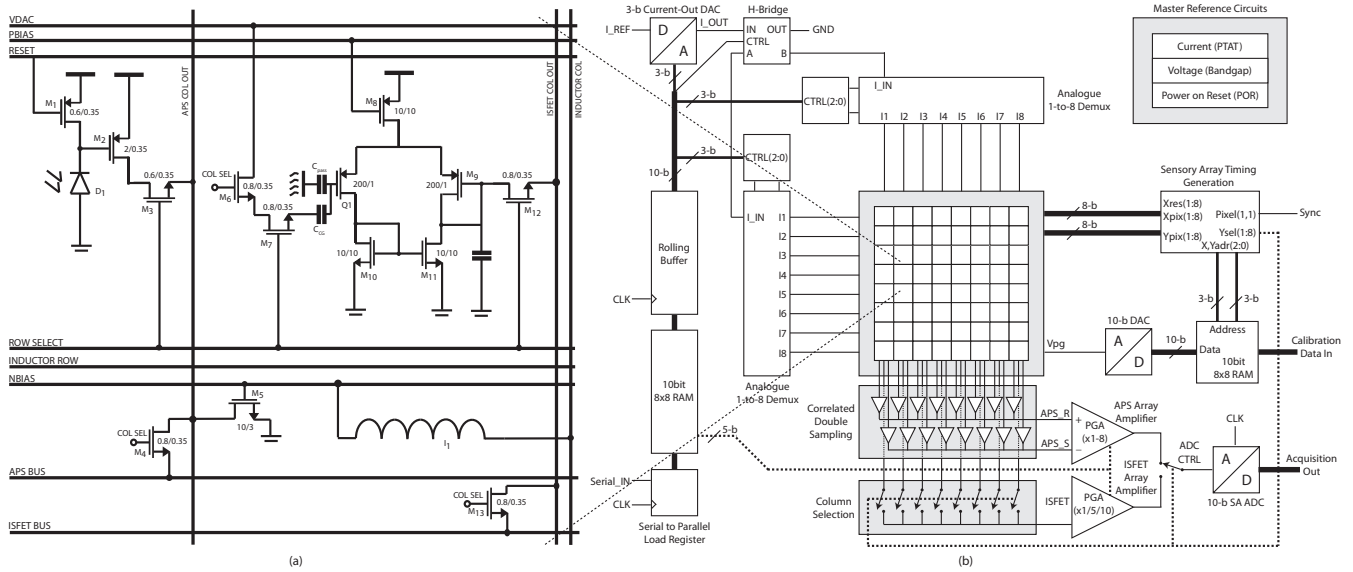 VDAC
PBIAS
RESET
APS COL OUT
ISFET COL OUT
INDUCTOR COL
M1
0.6/0.35
M2
2/0.35
D1
0.6/0.35
M3
COL SEL
0.8/0.35
M6
0.8/0.35
M7
M8
10/10
Cpass
CCG
200/1
Q1
200/1
M9
0.8/0.35
M12
10/10
M10
10/10
M11
ROW SELECT
INDUCTOR ROW
NBIAS
M5
10/3
COL SEL
0.8/0.35
M4
I1
APS BUS
COL SEL
0.8/0.35
M13
ISFET BUS
(a)
3-b Current-Out DAC
I_REF
D
A
I_OUT
H-Bridge
IN OUT
CTRL
A B
GND
3-b
3-b
CTRL(2:0)
I_IN
I1 I2 I3 I4 I5 I6 I7 I8
Analogue
1-to-8 Demux
3-b
CTRL(2:0)
10-b
I_IN
I1
I2
I3
I4
I5
I6
I7
I8
Analogue
1-to-8 Demux
Rolling
Buffer
CLK
10bit
8x8 RAM
5-b
Serial_IN
CLK
Serial to Parallel
Load Register
Master Reference Circuits
Current (PTAT)
Voltage (Bandgap)
Power on Reset (POR)
Sensory Array Timing
Generation
8-b
8-b
Xres(1:8)
Xpix(1:8)
Ypix(1:8)
Pixel(1,1)
Ysel(1:8)
X,Yadr(2:0)
Sync
3-b
3-b
Vpg
10-b DAC
A
D
10-b
Address
Data
10bit
8x8 RAM
Calibration
Data In
Correlated
Double
Sampling
APS_R
APS_S
+
−
PGA
(x1-8)
APS Array
Amplifier
ADC
CTRL
CLK
A
D
10-b SA ADC
Acquisition
Out
Column
Selection
ISFET
PGA
(x1/5/10)
ISFET
Array
Amplifier
(b)